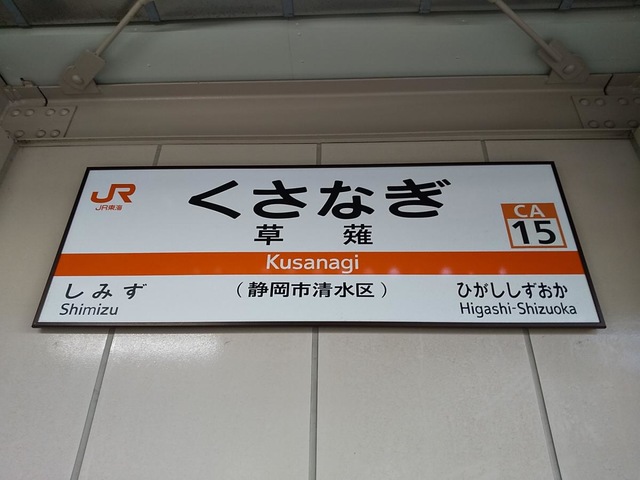 JR
JR東海
くさなぎ
草薙
CA
15
Kusanagi
しみず
Shimizu
(静岡市清水区)
ひがししずおか
Higashi-Shizuoka